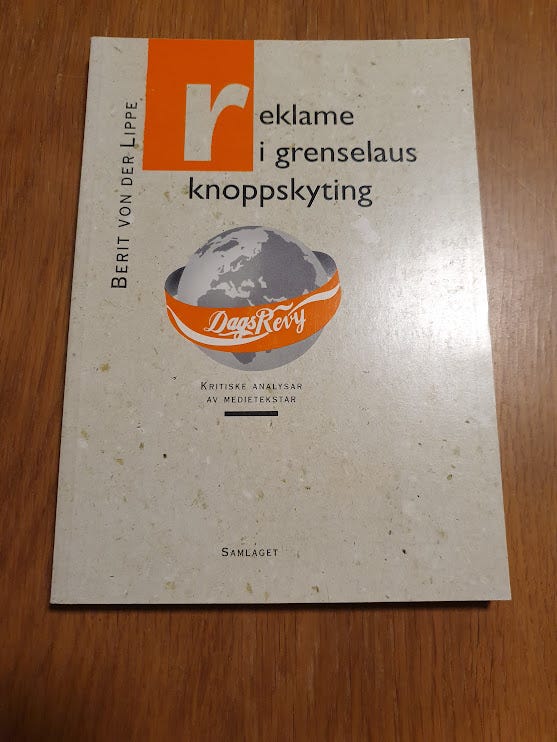 reklame
i grenselaus
knoppskyting
BERIT VON DER LIPPE
DagsRevy
KRITISKE ANALYSAR
AV MEDIETEKSTAR
SAMLAGET